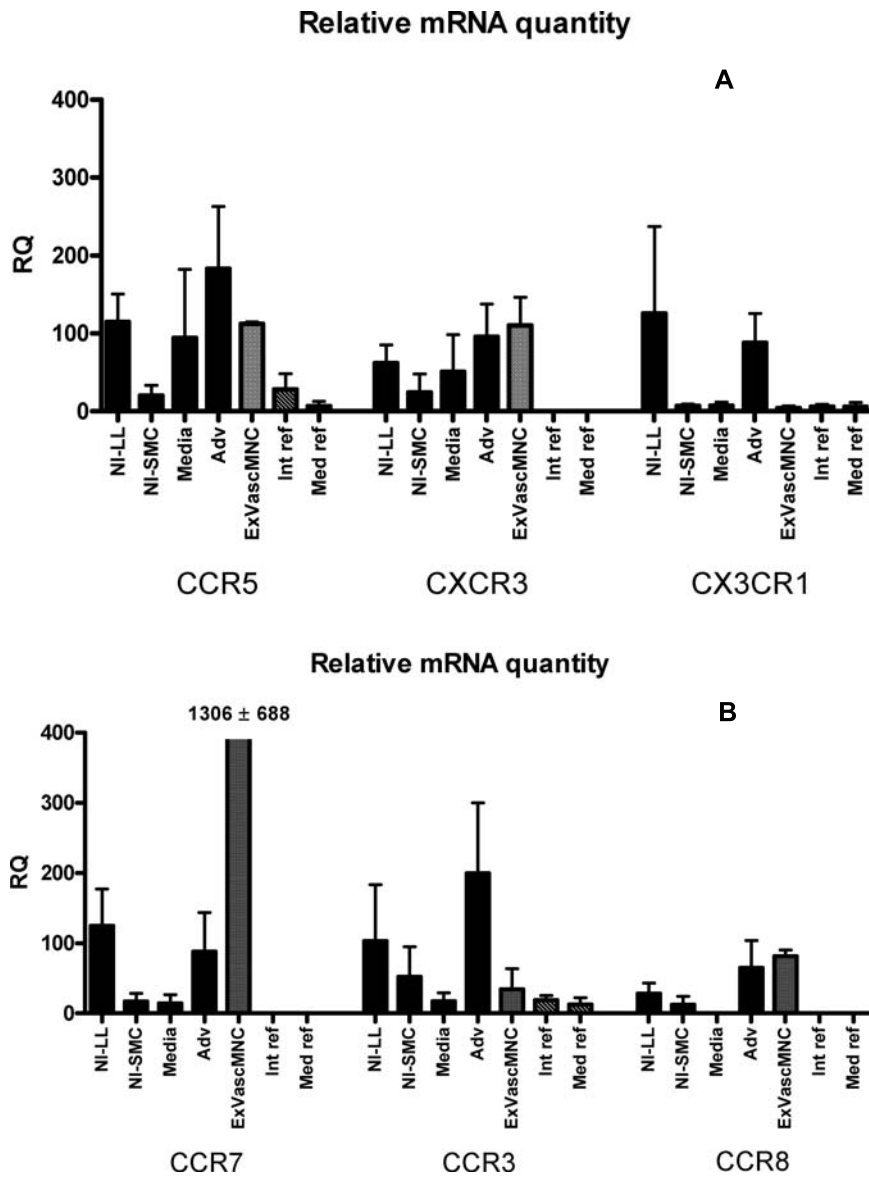 Relative mRNA quantity
A
400
300
200
100
0
RQ
NI-LL
NI-SMC
Media
Adv
ExVascMNC
Int ref
Med ref
NI-LL
NI-SMC
Media
Adv
ExVascMNC
Int ref
Med ref
NI-LL
NI-SMC
Media
Adv
ExVascMNC
Int ref
Med ref
CCR5 CXCR3 CX3CR1
Relative mRNA quantity
1306 ± 688
B
400
300
200
100
0
RQ
NI-LL
NI-SMC
Media
Adv
ExVascMNC
Int ref
Med ref
NI-LL
NI-SMC
Media
Adv
ExVascMNC
Int ref
Med ref
NI-LL
NI-SMC
Media
Adv
ExVascMNC
Int ref
Med ref
CCR7 CCR3 CCR8